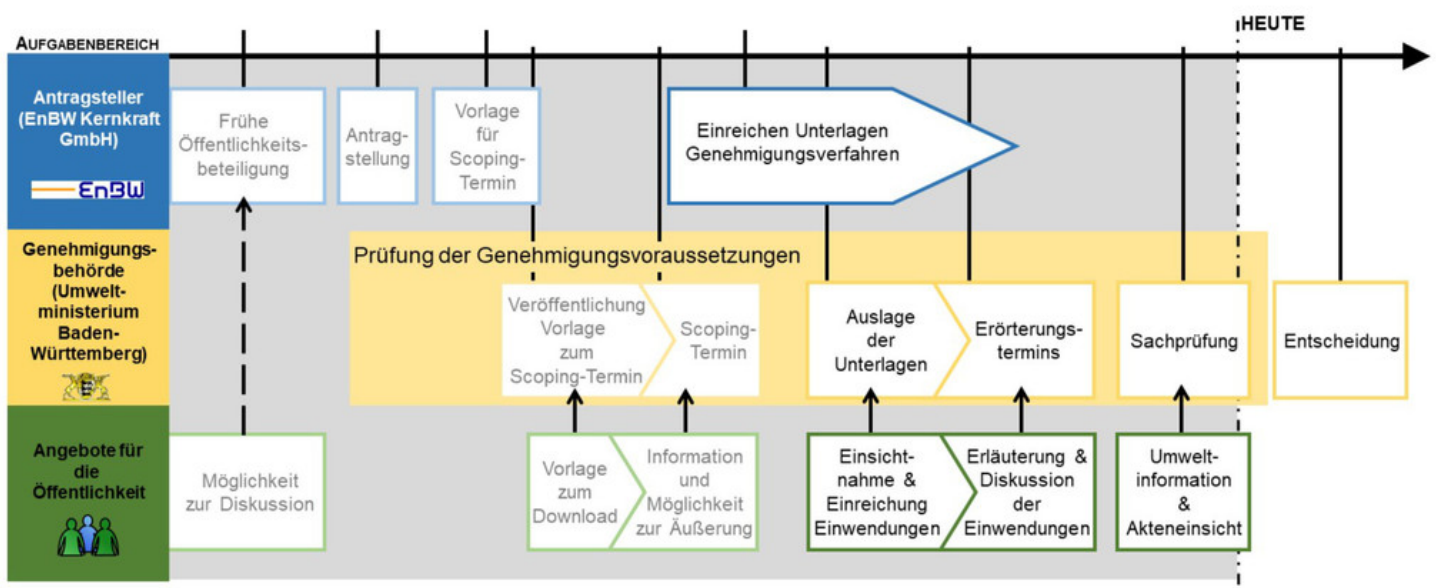 HEUTE
AUFGABENBEREICH
Antragsteller
(EnBW Kernkraft
GmbH)
EnBW
Frühe
Öffentlichkeits-
beteiligung
Antrag-
stellung
Vorlage
für
Scoping-
Termin
Einreichen Unterlagen
Genehmigungsverfahren
Genehmigungs-
behörde
(Umwelt-
ministerium
Baden-
Württemberg)
Prüfung der Genehmigungsvoraussetzungen
Veröffentlichung
Vorlage
zum
Scoping-Termin
Scoping-
Termin
Auslage
der
Unterlagen
Erörterungs-
termins
Sachprüfung
Entscheidung
Angebote für
die
Öffentlichkeit
Möglichkeit
zur Diskussion
Vorlage
zum
Download
Information
und
Möglichkeit
zur Äußerung
Einsicht-
nahme &
Einreichung
Einwendungen
Erläuterung &
Diskussion
der
Einwendungen
Umwelt-
information
&
Akteneinsicht